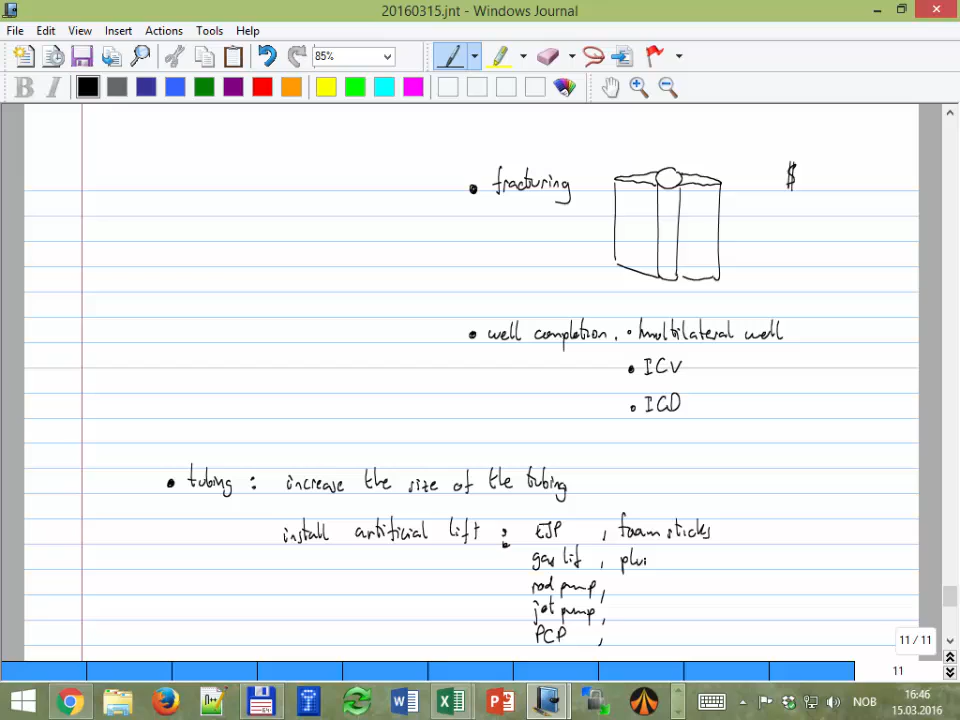 20160315.jnt - Windows Journal
File Edit View Insert Actions Tools Help
85%
B I
• fracturing $
• well completion. • multilateral well
• ICV
• ICD
• tubing : increase the size of the tubing
install artificial lift : ESP , foam sticks
gas lif , plu
rod pump,
jet pump,
PCP ,
11 / 11
11
NOB
16:46
15.03.2016